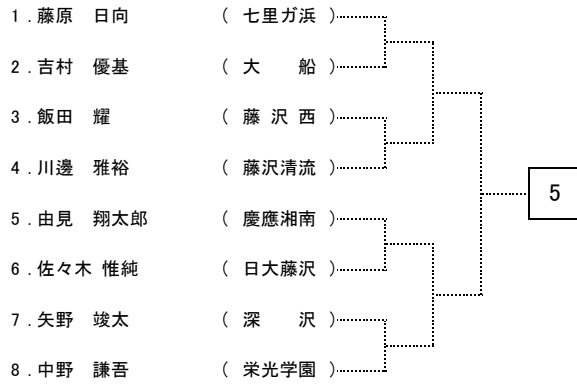 1．藤原　日向　（ 七里ガ浜 ）
2．吉村　優基　（ 大　　船 ）
3．飯田　耀　（ 藤 沢 西 ）
4．川邊　雅裕　（ 藤沢清流 ）
5
5．由見　翔太郎　（ 慶應湘南 ）
6．佐々木 惟純　（ 日大藤沢 ）
7．矢野　竣太　（ 深　　沢 ）
8．中野　謙吾　（ 栄光学園 ）